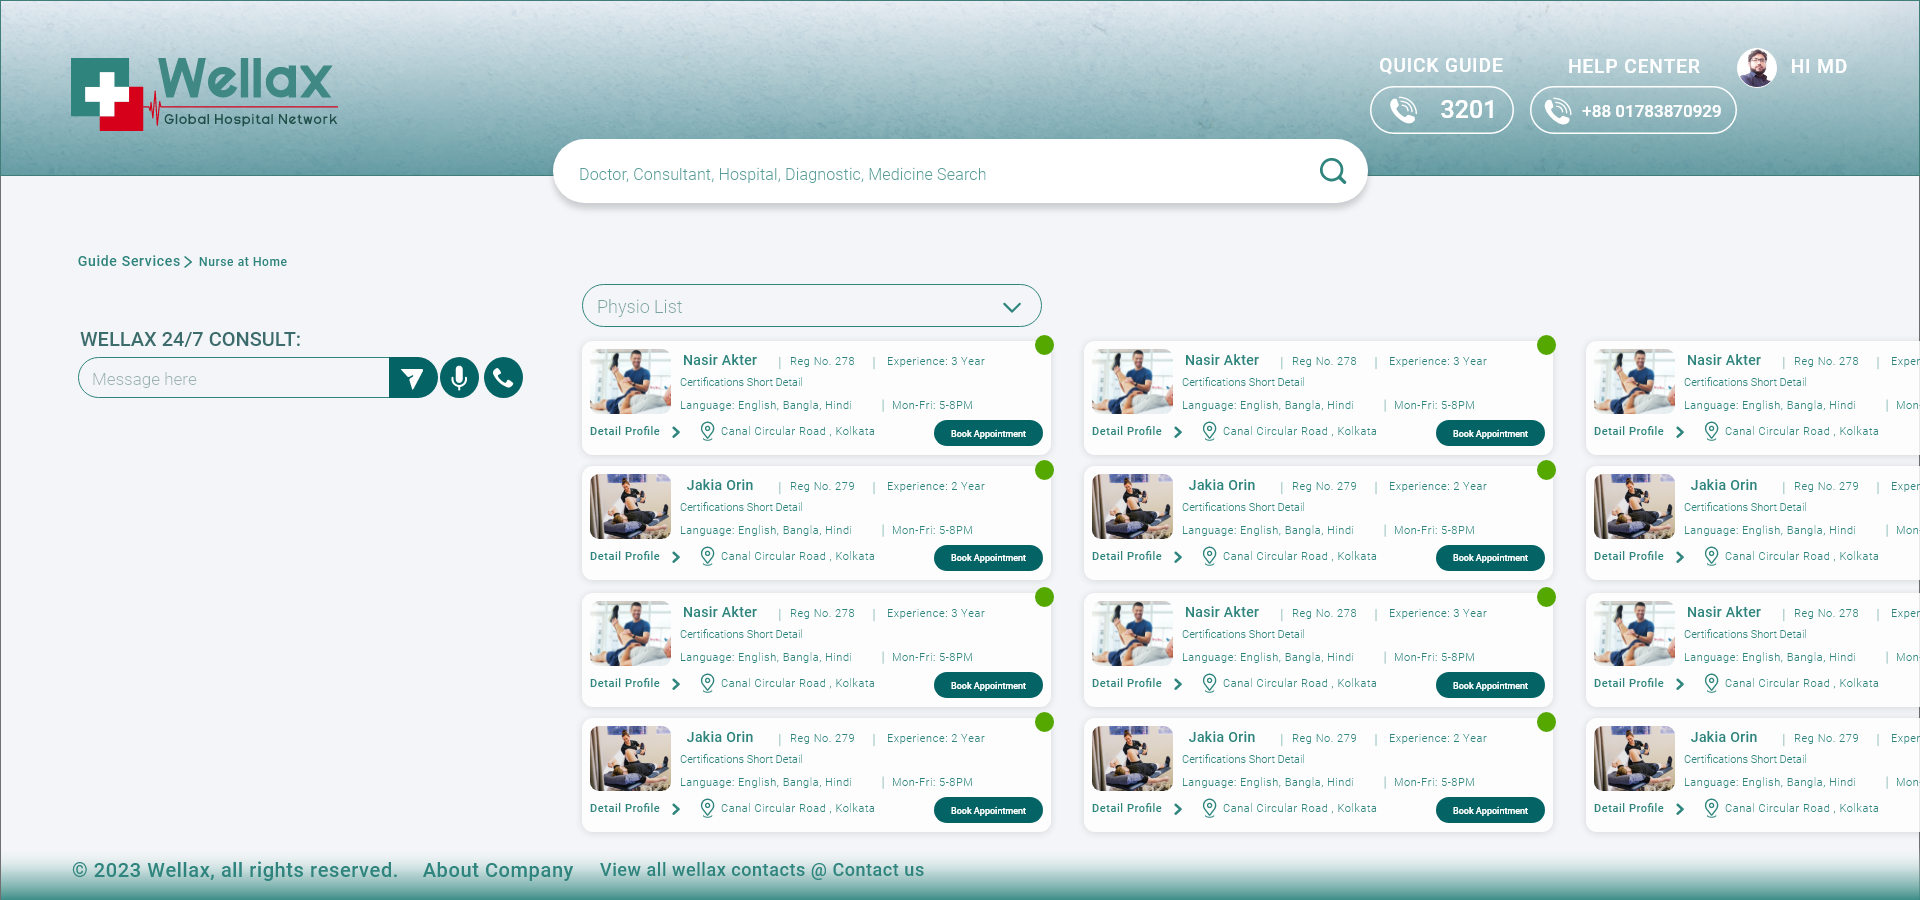 Wellax
Global Hospital Network
QUICK GUIDE
HELP CENTER
HI MD
3201
+88 01783870929
Doctor, Consultant, Hospital, Diagnostic, Medicine Search
Guide Services
Nurse at Home
Physio List
WELLAX 24/7 CONSULT:
Message here
Nasir Akter | Reg No. 278 | Experience: 3 Year
Certifications Short Detail
Language: English, Bangla, Hindi | Mon-Fri: 5-8PM
Detail Profile Canal Circular Road , Kolkata Book Appointment
Nasir Akter | Reg No. 278 | Experience: 3 Year
Certifications Short Detail
Language: English, Bangla, Hindi | Mon-Fri: 5-8PM
Detail Profile Canal Circular Road , Kolkata Book Appointment
Nasir Akter | Reg No. 278 | Exper
Certifications Short Detail
Language: English, Bangla, Hindi | Mon-
Detail Profile Canal Circular Road , Kolkata
Jakia Orin | Reg No. 279 | Experience: 2 Year
Certifications Short Detail
Language: English, Bangla, Hindi | Mon-Fri: 5-8PM
Detail Profile Canal Circular Road , Kolkata Book Appointment
Jakia Orin | Reg No. 279 | Experience: 2 Year
Certifications Short Detail
Language: English, Bangla, Hindi | Mon-Fri: 5-8PM
Detail Profile Canal Circular Road , Kolkata Book Appointment
Jakia Orin | Reg No. 279 | Exper
Certifications Short Detail
Language: English, Bangla, Hindi | Mon-
Detail Profile Canal Circular Road , Kolkata
Nasir Akter | Reg No. 278 | Experience: 3 Year
Certifications Short Detail
Language: English, Bangla, Hindi | Mon-Fri: 5-8PM
Detail Profile Canal Circular Road , Kolkata Book Appointment
Nasir Akter | Reg No. 278 | Experience: 3 Year
Certifications Short Detail
Language: English, Bangla, Hindi | Mon-Fri: 5-8PM
Detail Profile Canal Circular Road , Kolkata Book Appointment
Nasir Akter | Reg No. 278 | Exper
Certifications Short Detail
Language: English, Bangla, Hindi | Mon-
Detail Profile Canal Circular Road , Kolkata
Jakia Orin | Reg No. 279 | Experience: 2 Year
Certifications Short Detail
Language: English, Bangla, Hindi | Mon-Fri: 5-8PM
Detail Profile Canal Circular Road , Kolkata Book Appointment
Jakia Orin | Reg No. 279 | Experience: 2 Year
Certifications Short Detail
Language: English, Bangla, Hindi | Mon-Fri: 5-8PM
Detail Profile Canal Circular Road , Kolkata Book Appointment
Jakia Orin | Reg No. 279 | Exper
Certifications Short Detail
Language: English, Bangla, Hindi | Mon-
Detail Profile Canal Circular Road , Kolkata
© 2023 Wellax, all rights reserved. About Company View all wellax contacts @ Contact us